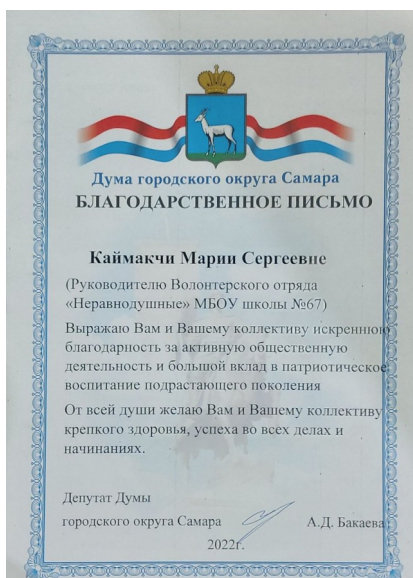 Дума городского округа Самара
БЛАГОДАРСТВЕННОЕ ПИСЬМО
Каймакчи Марии Сергеевне
(Руководителю Волонтерского отряда
«Неравнодушные» МБОУ школы №67)
Выражаю Вам и Вашему коллективу искреннюю
благодарность за активную общественную
деятельность и большой вклад в патриотическое
воспитание подрастающего поколения
От всей души желаю Вам и Вашему коллективу
крепкого здоровья, успеха во всех делах и
начинаниях.
Депутат Думы
городского округа Самара А.Д. Бакаева
2022г.